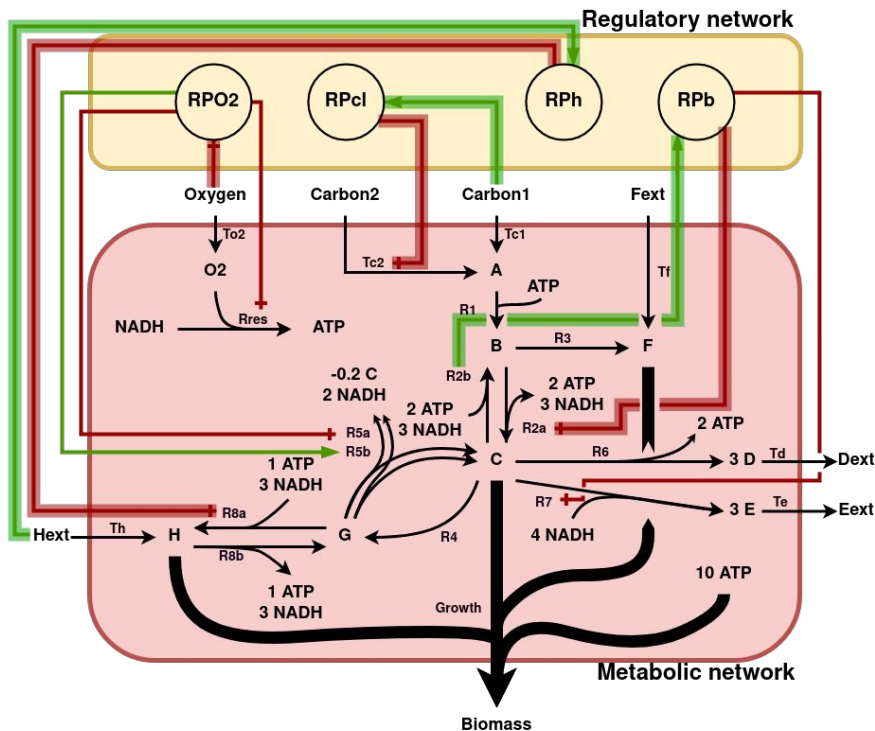 Regulatory network
RPO2
RPcl
RPh
RPb
Oxygen
Carbon2
Carbon1
Fext
To2
Tc1
Tc2
Tf
O2
A
ATP
R1
NADH
Rres
ATP
B
R3
F
-0.2 C
2 NADH
R2b
2 ATP
3 NADH
2 ATP
3 NADH
R2a
2 ATP
R5a
R5b
C
R6
3 D
Td
Dext
1 ATP
3 NADH
R7
3 E
Te
Eext
R8a
Hext
Th
H
G
R4
4 NADH
R8b
1 ATP
3 NADH
10 ATP
Growth
Metabolic network
Biomass